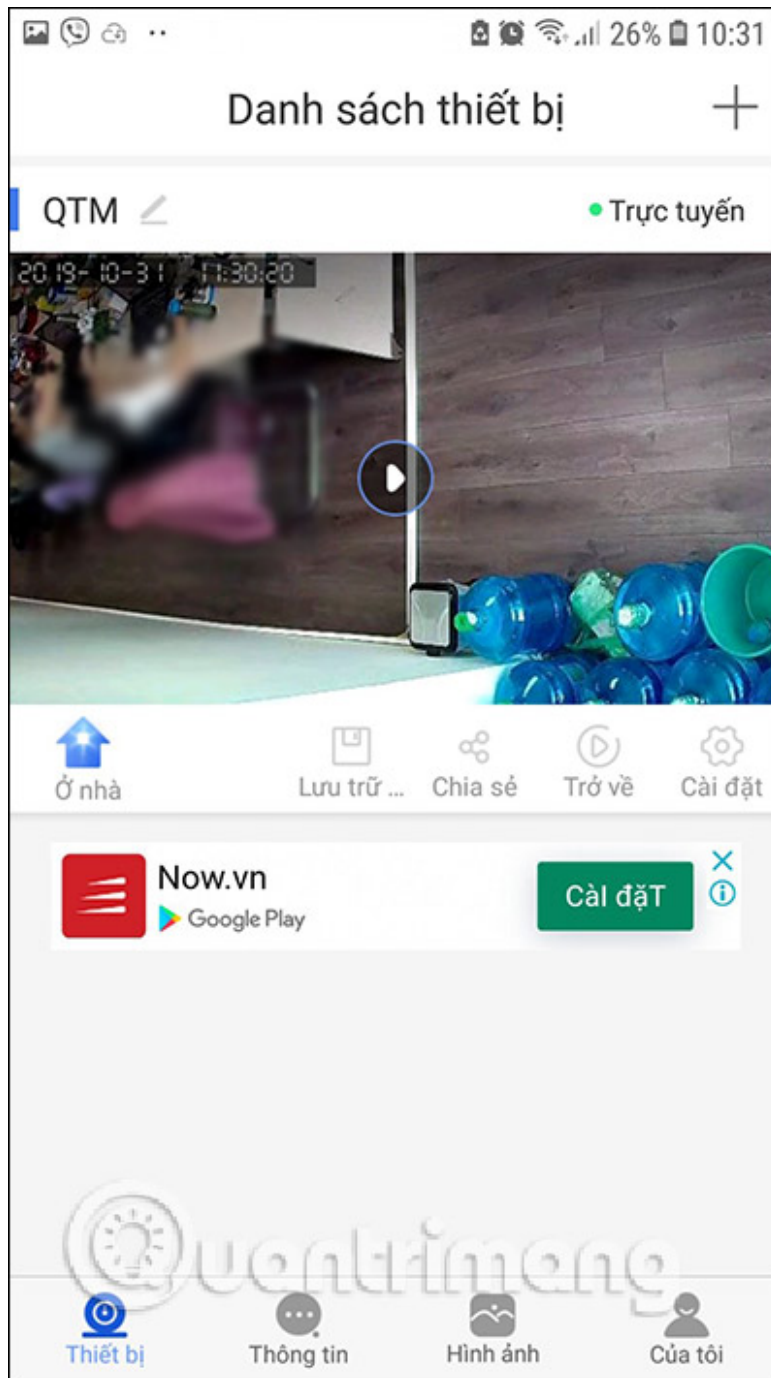 26% 10:31
Danh sách thiết bị
QTM
Trực tuyến
2019-10-31 11:30:20
Ở nhà
Lưu trữ ...
Chia sẻ
Trở về
Cài đặt
Now.vn
Google Play
CàI đặT
Quantrimang
Thiết bị
Thông tin
Hình ảnh
Của tôi